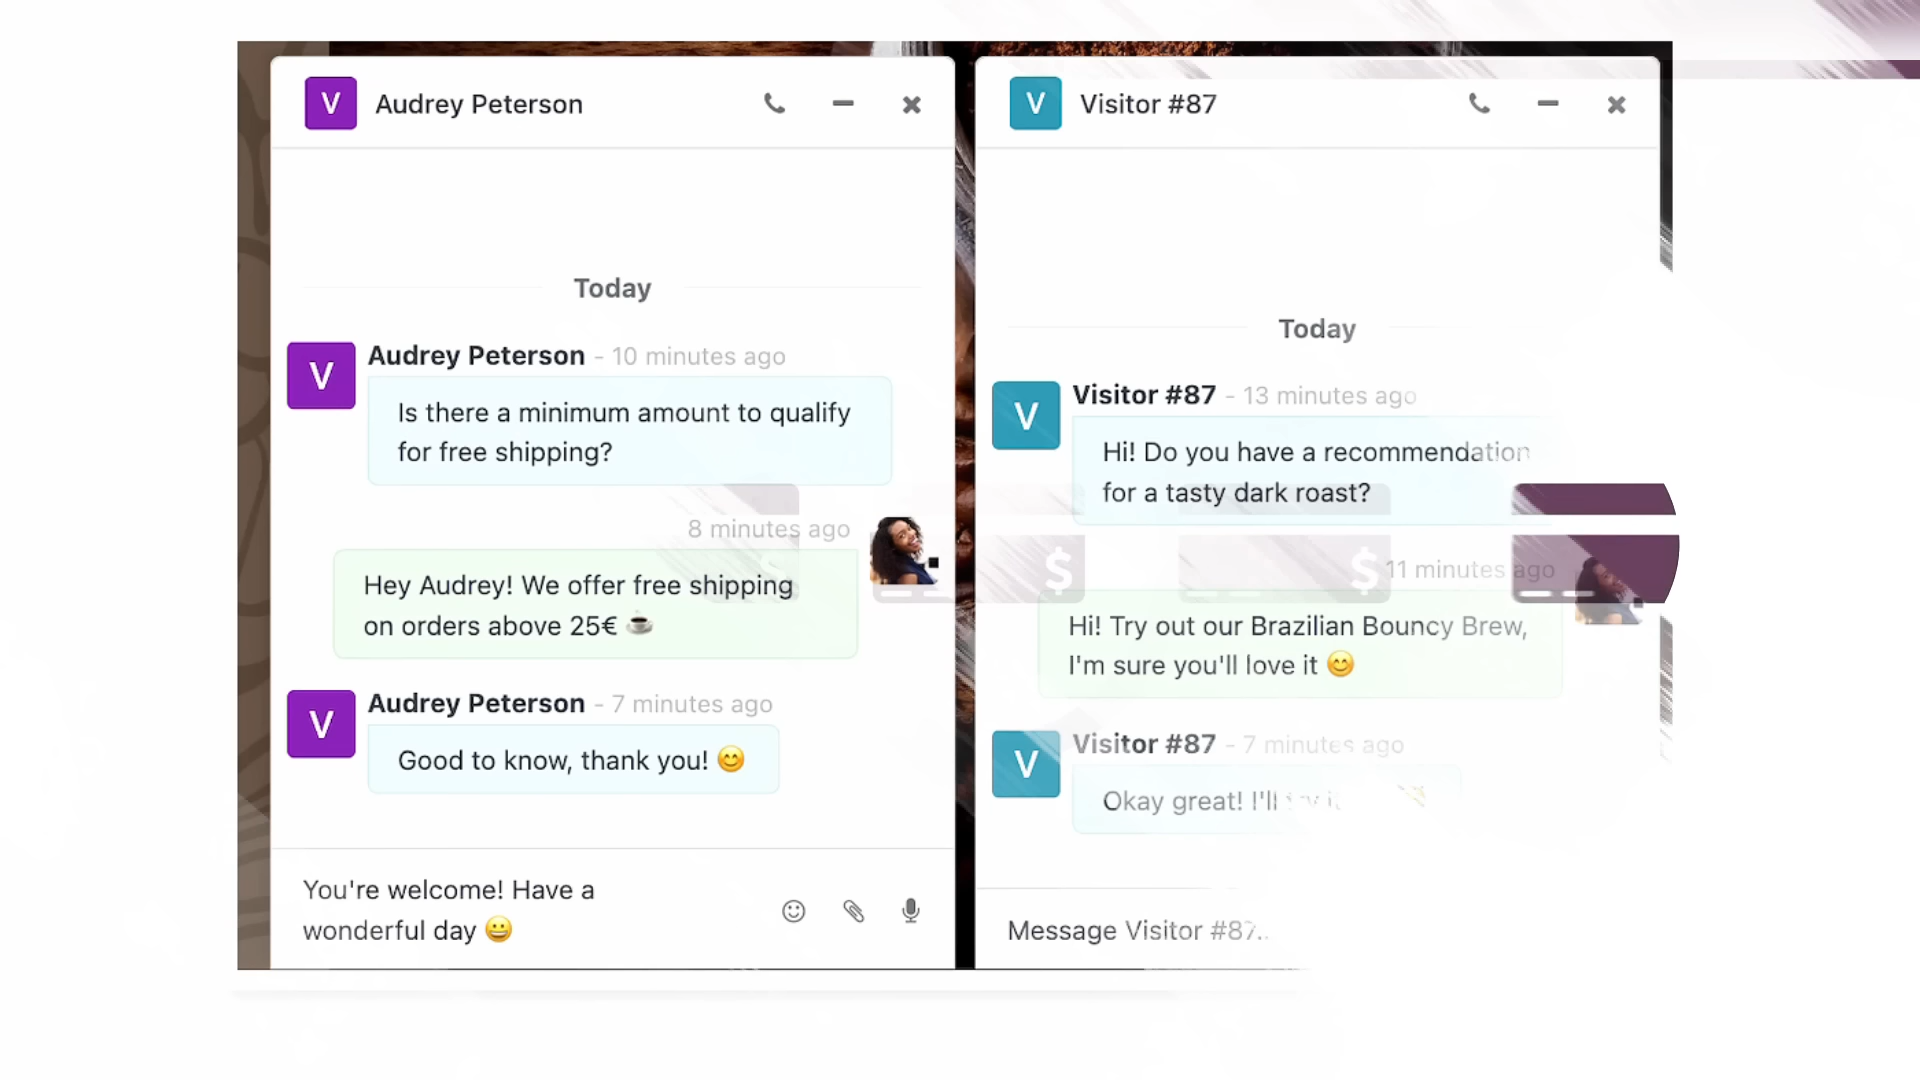 V Audrey Peterson
Today
V Audrey Peterson - 10 minutes ago
Is there a minimum amount to qualify
for free shipping?
8 minutes ago
Hey Audrey! We offer free shipping
on orders above 25€ ☕
V Audrey Peterson - 7 minutes ago
Good to know, thank you! 😊
You're welcome! Have a
wonderful day 😀
V Visitor #87
Today
V Visitor #87 - 13 minutes ago
Hi! Do you have a recommendation
for a tasty dark roast?
$ $
11 minutes ago
Hi! Try out our Brazilian Bouncy Brew,
I'm sure you'll love it 😊
V Visitor #87 - 7 minutes ago
Okay great! I'll try it
Message Visitor #87...